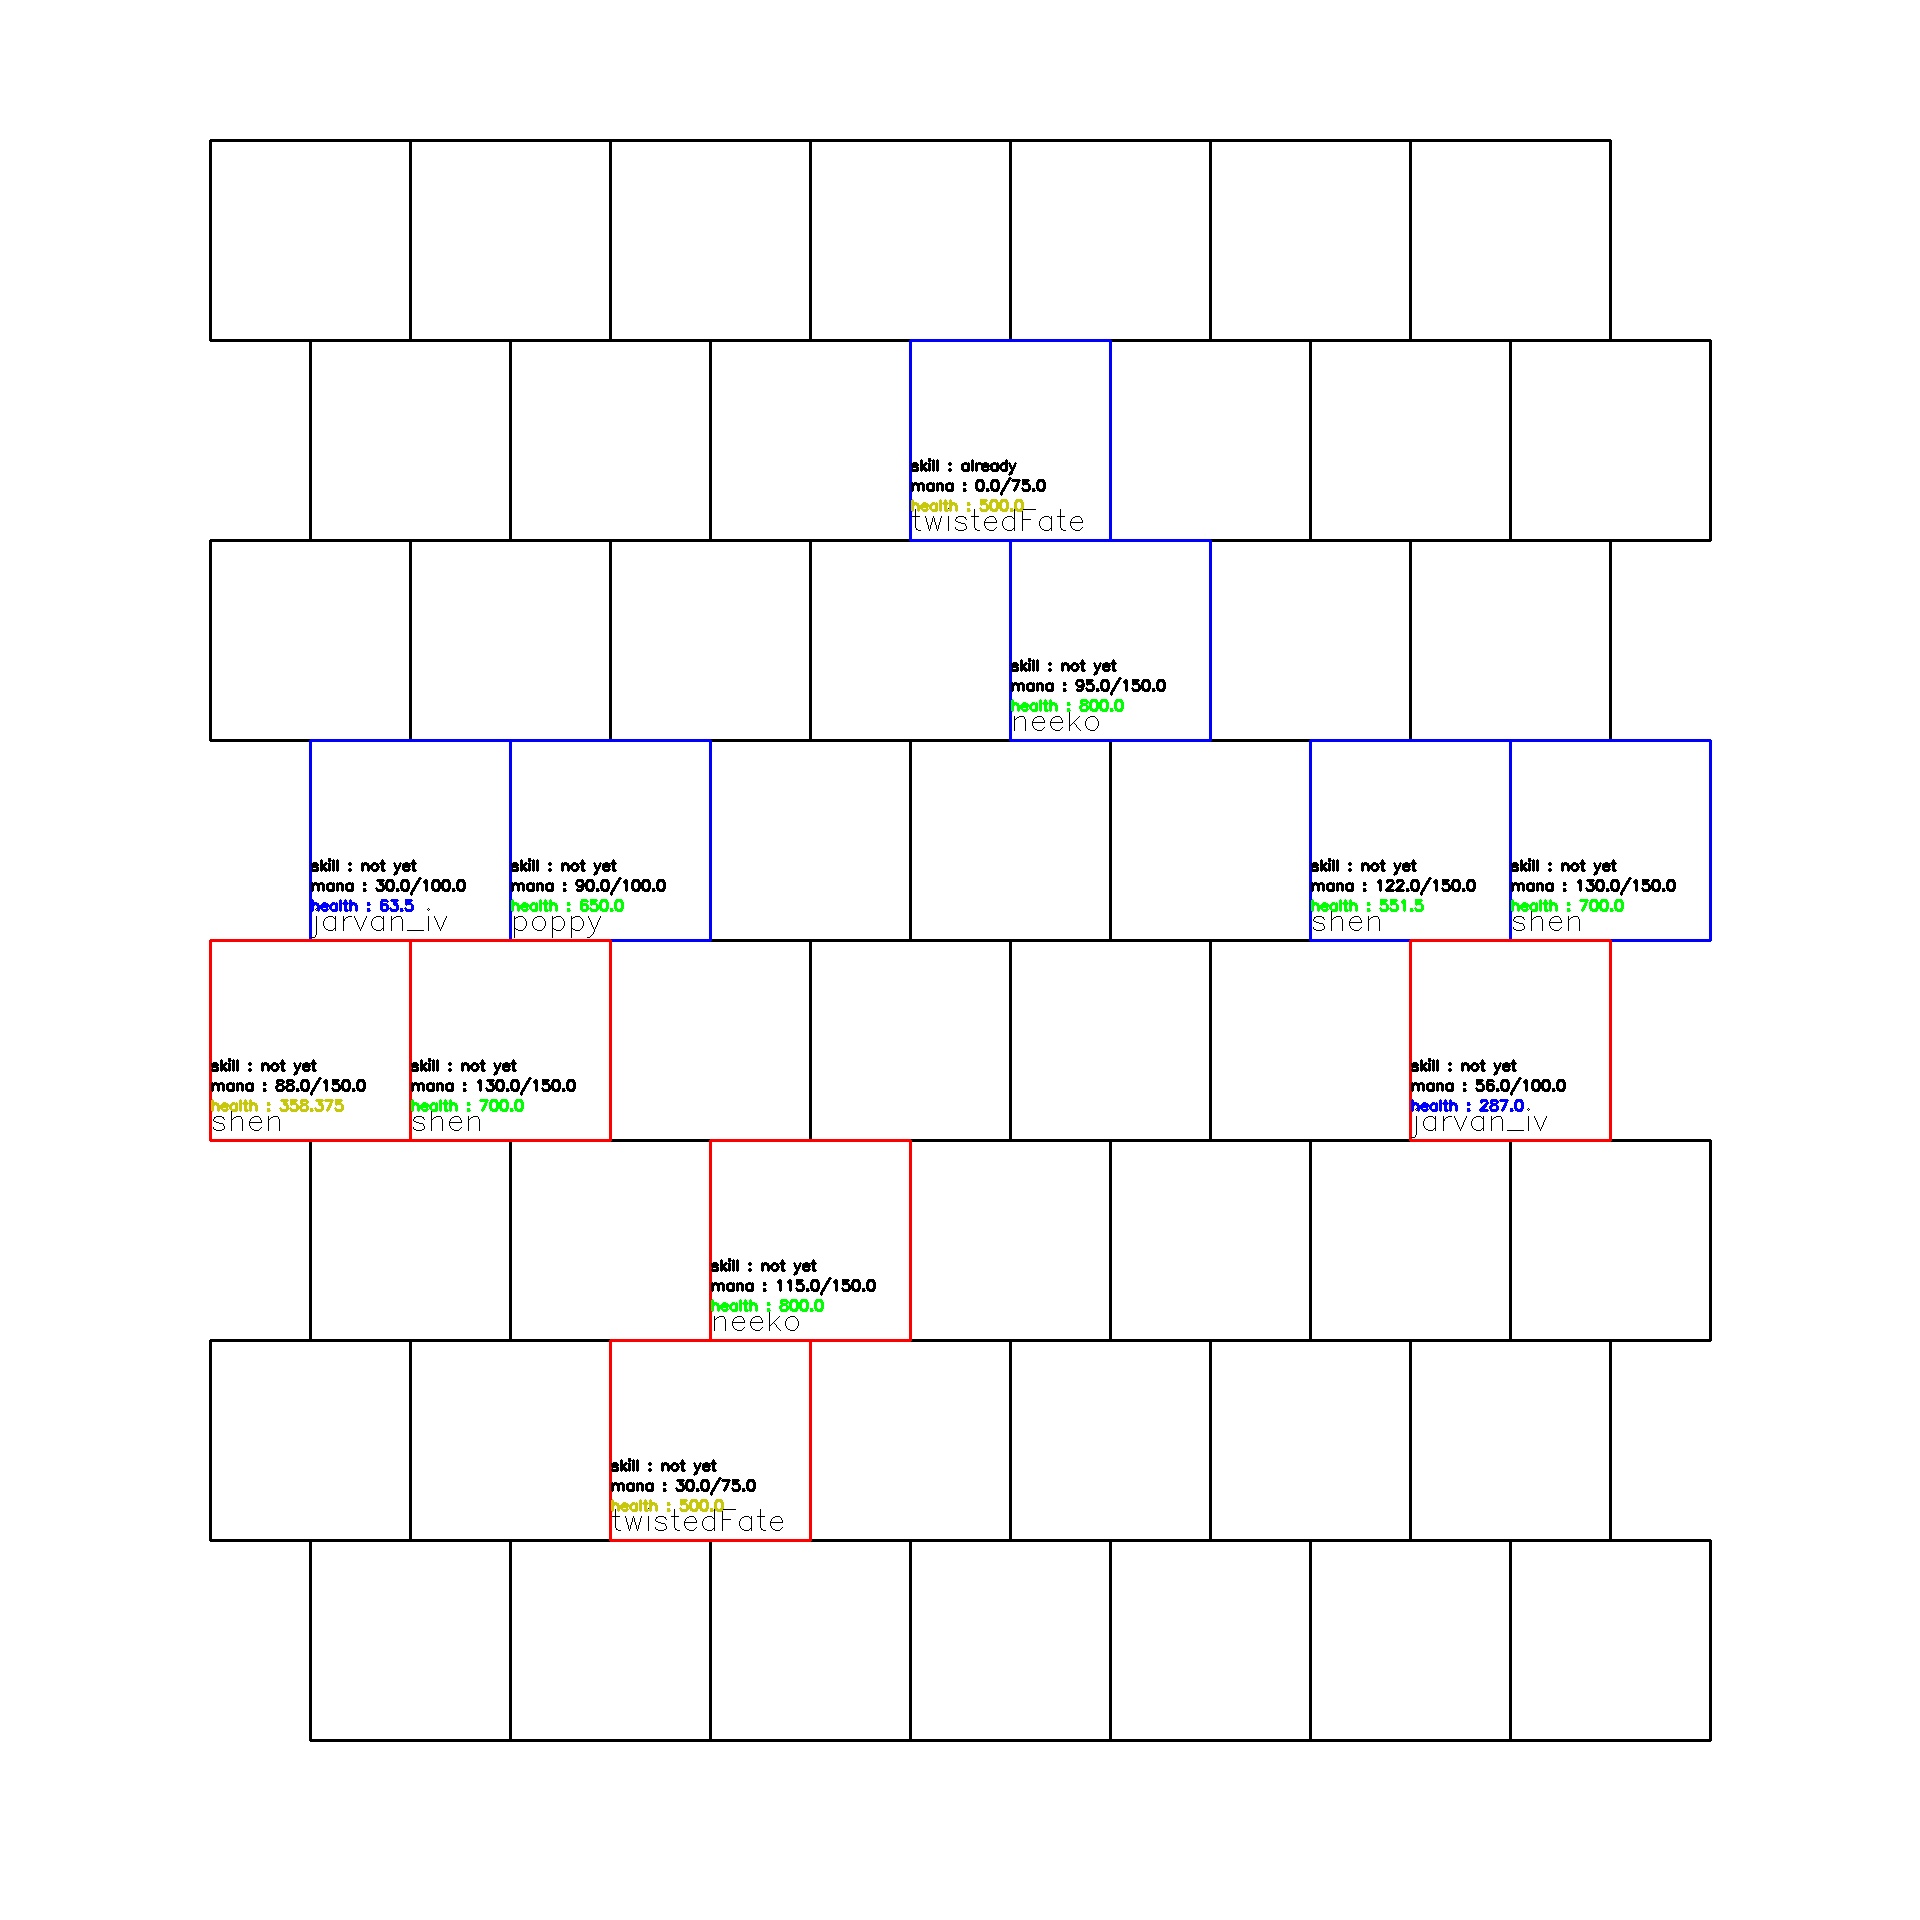 skill : already
mana : 0.0/75.0
health : 500.0
twistedFate
skill : not yet
mana : 95.0/150.0
health : 800.0
neeko
skill : not yet
mana : 30.0/100.0
health : 63.5
jarvan_iv
skill : not yet
mana : 90.0/100.0
health : 650.0
poppy
skill : not yet
mana : 122.0/150.0
health : 551.5
shen
skill : not yet
mana : 130.0/150.0
health : 700.0
shen
skill : not yet
mana : 88.0/150.0
health : 358.375
shen
skill : not yet
mana : 130.0/150.0
health : 700.0
shen
skill : not yet
mana : 56.0/100.0
health : 287.0
jarvan_iv
skill : not yet
mana : 115.0/150.0
health : 800.0
neeko
skill : not yet
mana : 30.0/75.0
health : 500.0
twistedFate